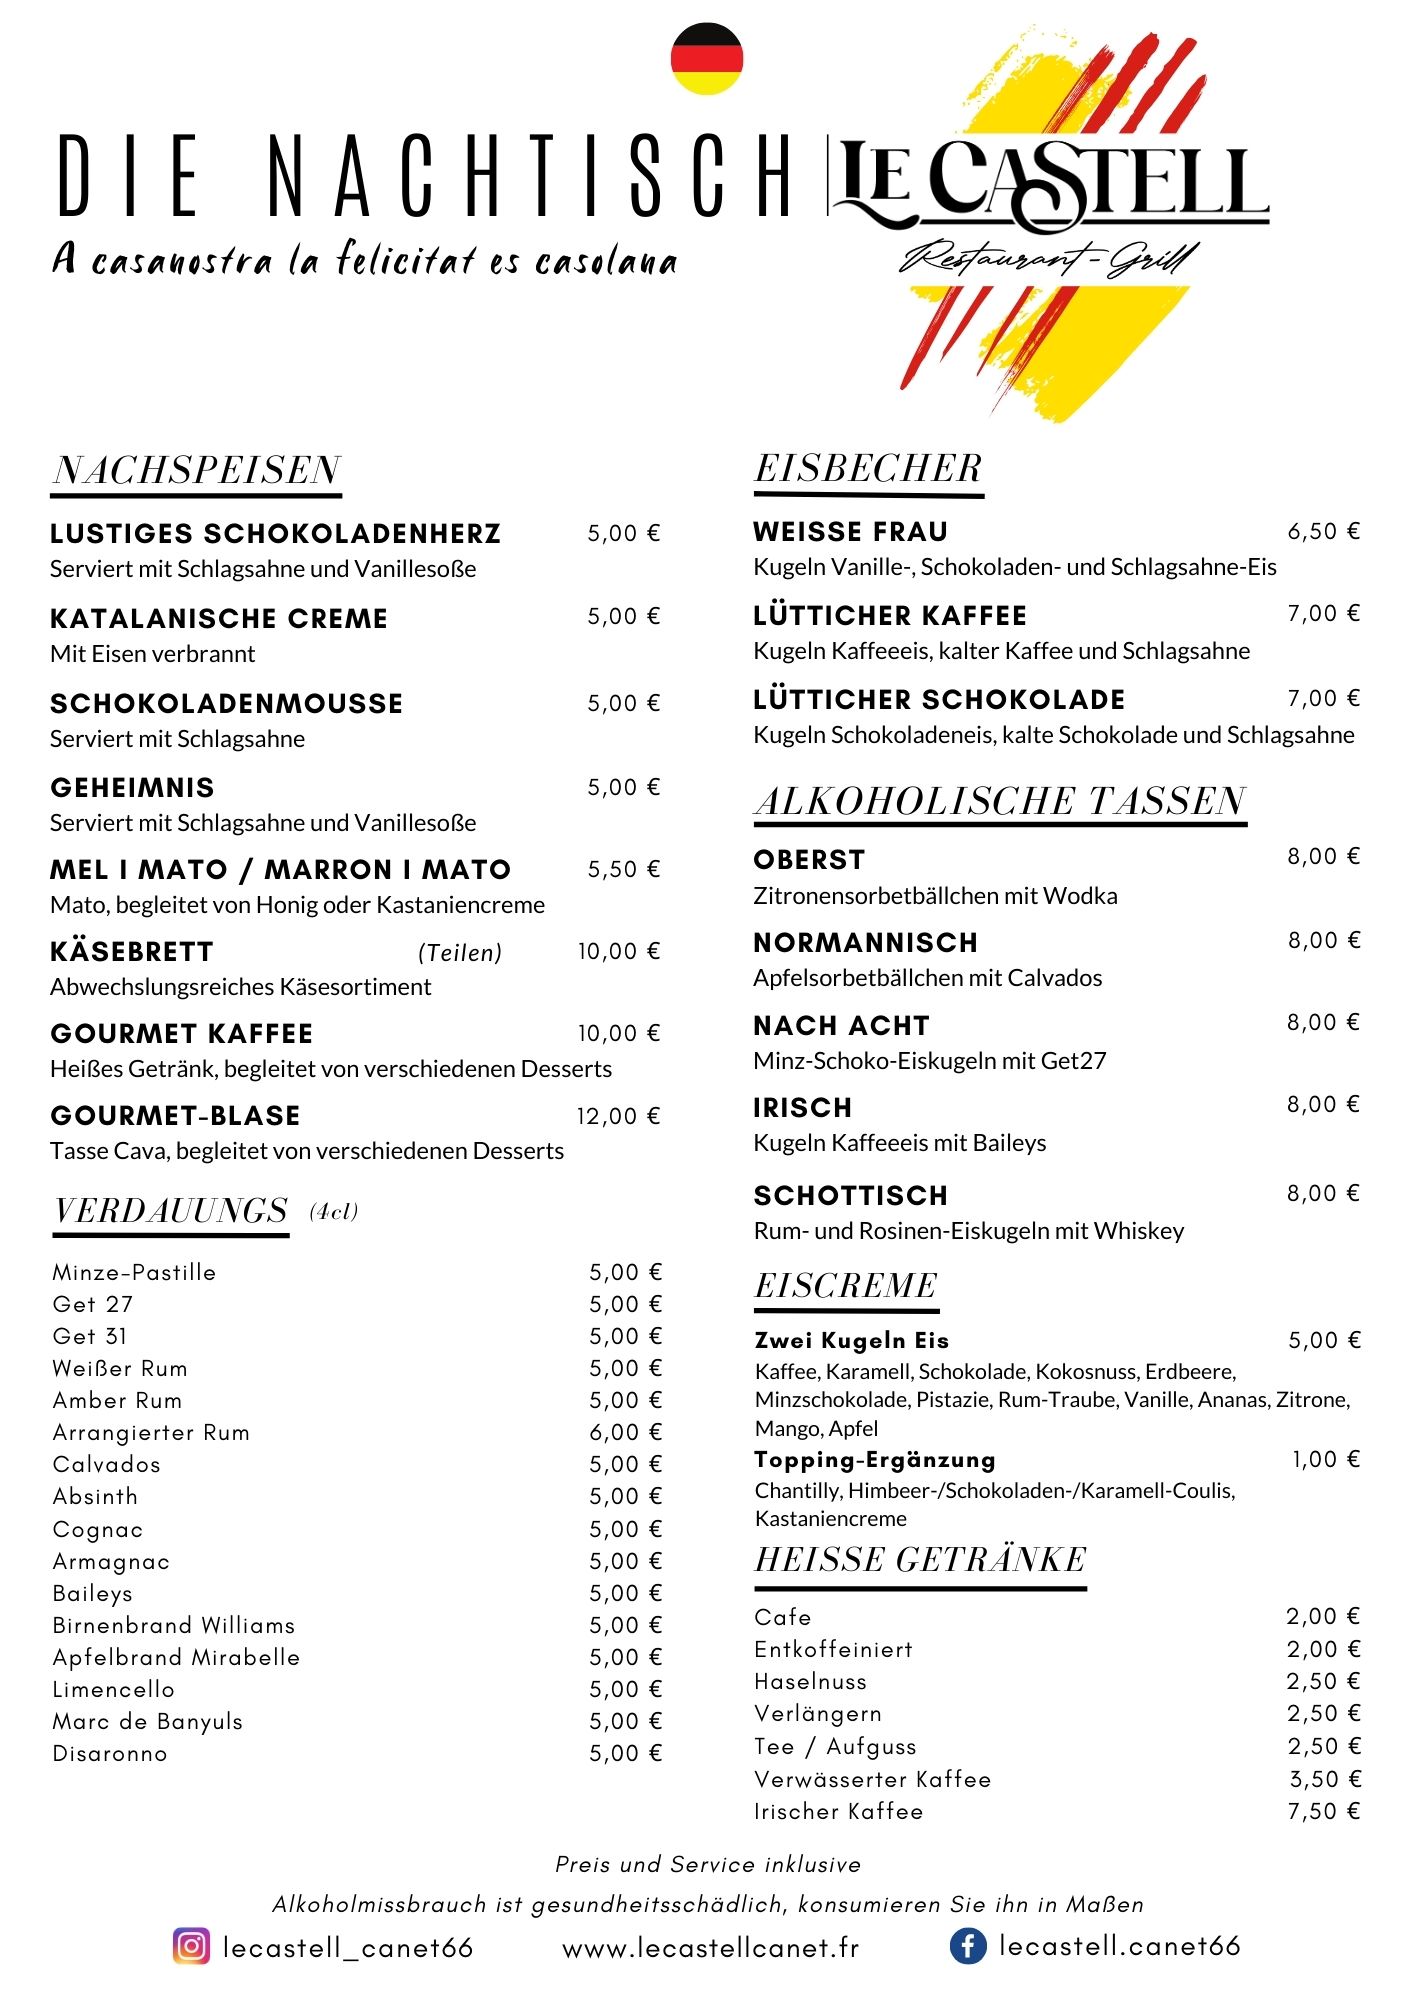 DIE NACHTISCH
A casanostra la felicitat es casolana
LE CASTELL
Restaurant-Grill
NACHSPEISEN
LUSTIGES SCHOKOLADENHERZ 5,00 €
Serviert mit Schlagsahne und Vanillesoße
KATALANISCHE CREME 5,00 €
Mit Eisen verbrannt
SCHOKOLADENMOUSSE 5,00 €
Serviert mit Schlagsahne
GEHEIMNIS 5,00 €
Serviert mit Schlagsahne und Vanillesoße
MEL I MATO / MARRON I MATO 5,50 €
Mato, begleitet von Honig oder Kastaniencreme
KÄSEBRETT (Teilen) 10,00 €
Abwechslungsreiches Käsesortiment
GOURMET KAFFEE 10,00 €
Heißes Getränk, begleitet von verschiedenen Desserts
GOURMET-BLASE 12,00 €
Tasse Cava, begleitet von verschiedenen Desserts
VERDAUUNGS (4cl)
Minze-Pastille 5,00 €
Get 27 5,00 €
Get 31 5,00 €
Weißer Rum 5,00 €
Amber Rum 5,00 €
Arrangierter Rum 6,00 €
Calvados 5,00 €
Absinth 5,00 €
Cognac 5,00 €
Armagnac 5,00 €
Baileys 5,00 €
Birnenbrand Williams 5,00 €
Apfelbrand Mirabelle 5,00 €
Limencello 5,00 €
Marc de Banyuls 5,00 €
Disaronno 5,00 €
EISBECHER
WEISSE FRAU 6,50 €
Kugeln Vanille-, Schokoladen- und Schlagsahne-Eis
LÜTTICHER KAFFEE 7,00 €
Kugeln Kaffeeeis, kalter Kaffee und Schlagsahne
LÜTTICHER SCHOKOLADE 7,00 €
Kugeln Schokoladeneis, kalte Schokolade und Schlagsahne
ALKOHOLISCHE TASSEN
OBERST 8,00 €
Zitronensorbetbällchen mit Wodka
NORMANNISCH 8,00 €
Apfelsorbetbällchen mit Calvados
NACH ACHT 8,00 €
Minz-Schoko-Eiskugeln mit Get27
IRISCH 8,00 €
Kugeln Kaffeeeis mit Baileys
SCHOTTISCH 8,00 €
Rum- und Rosinen-Eiskugeln mit Whiskey
EISCREME
Zwei Kugeln Eis 5,00 €
Kaffee, Karamell, Schokolade, Kokosnuss, Erdbeere,
Minzschokolade, Pistazie, Rum-Traube, Vanille, Ananas, Zitrone,
Mango, Apfel
Topping-Ergänzung 1,00 €
Chantilly, Himbeer-/Schokoladen-/Karamell-Coulis,
Kastaniencreme
HEISSE GETRÄNKE
Cafe 2,00 €
Entkoffeiniert 2,00 €
Haselnuss 2,50 €
Verlängern 2,50 €
Tee / Aufguss 2,50 €
Verwässerter Kaffee 3,50 €
Irischer Kaffee 7,50 €
Preis und Service inklusive
Alkoholmissbrauch ist gesundheitsschädlich, konsumieren Sie ihn in Maßen
lecastell_canet66 www.lecastellcanet.fr lecastell.canet66